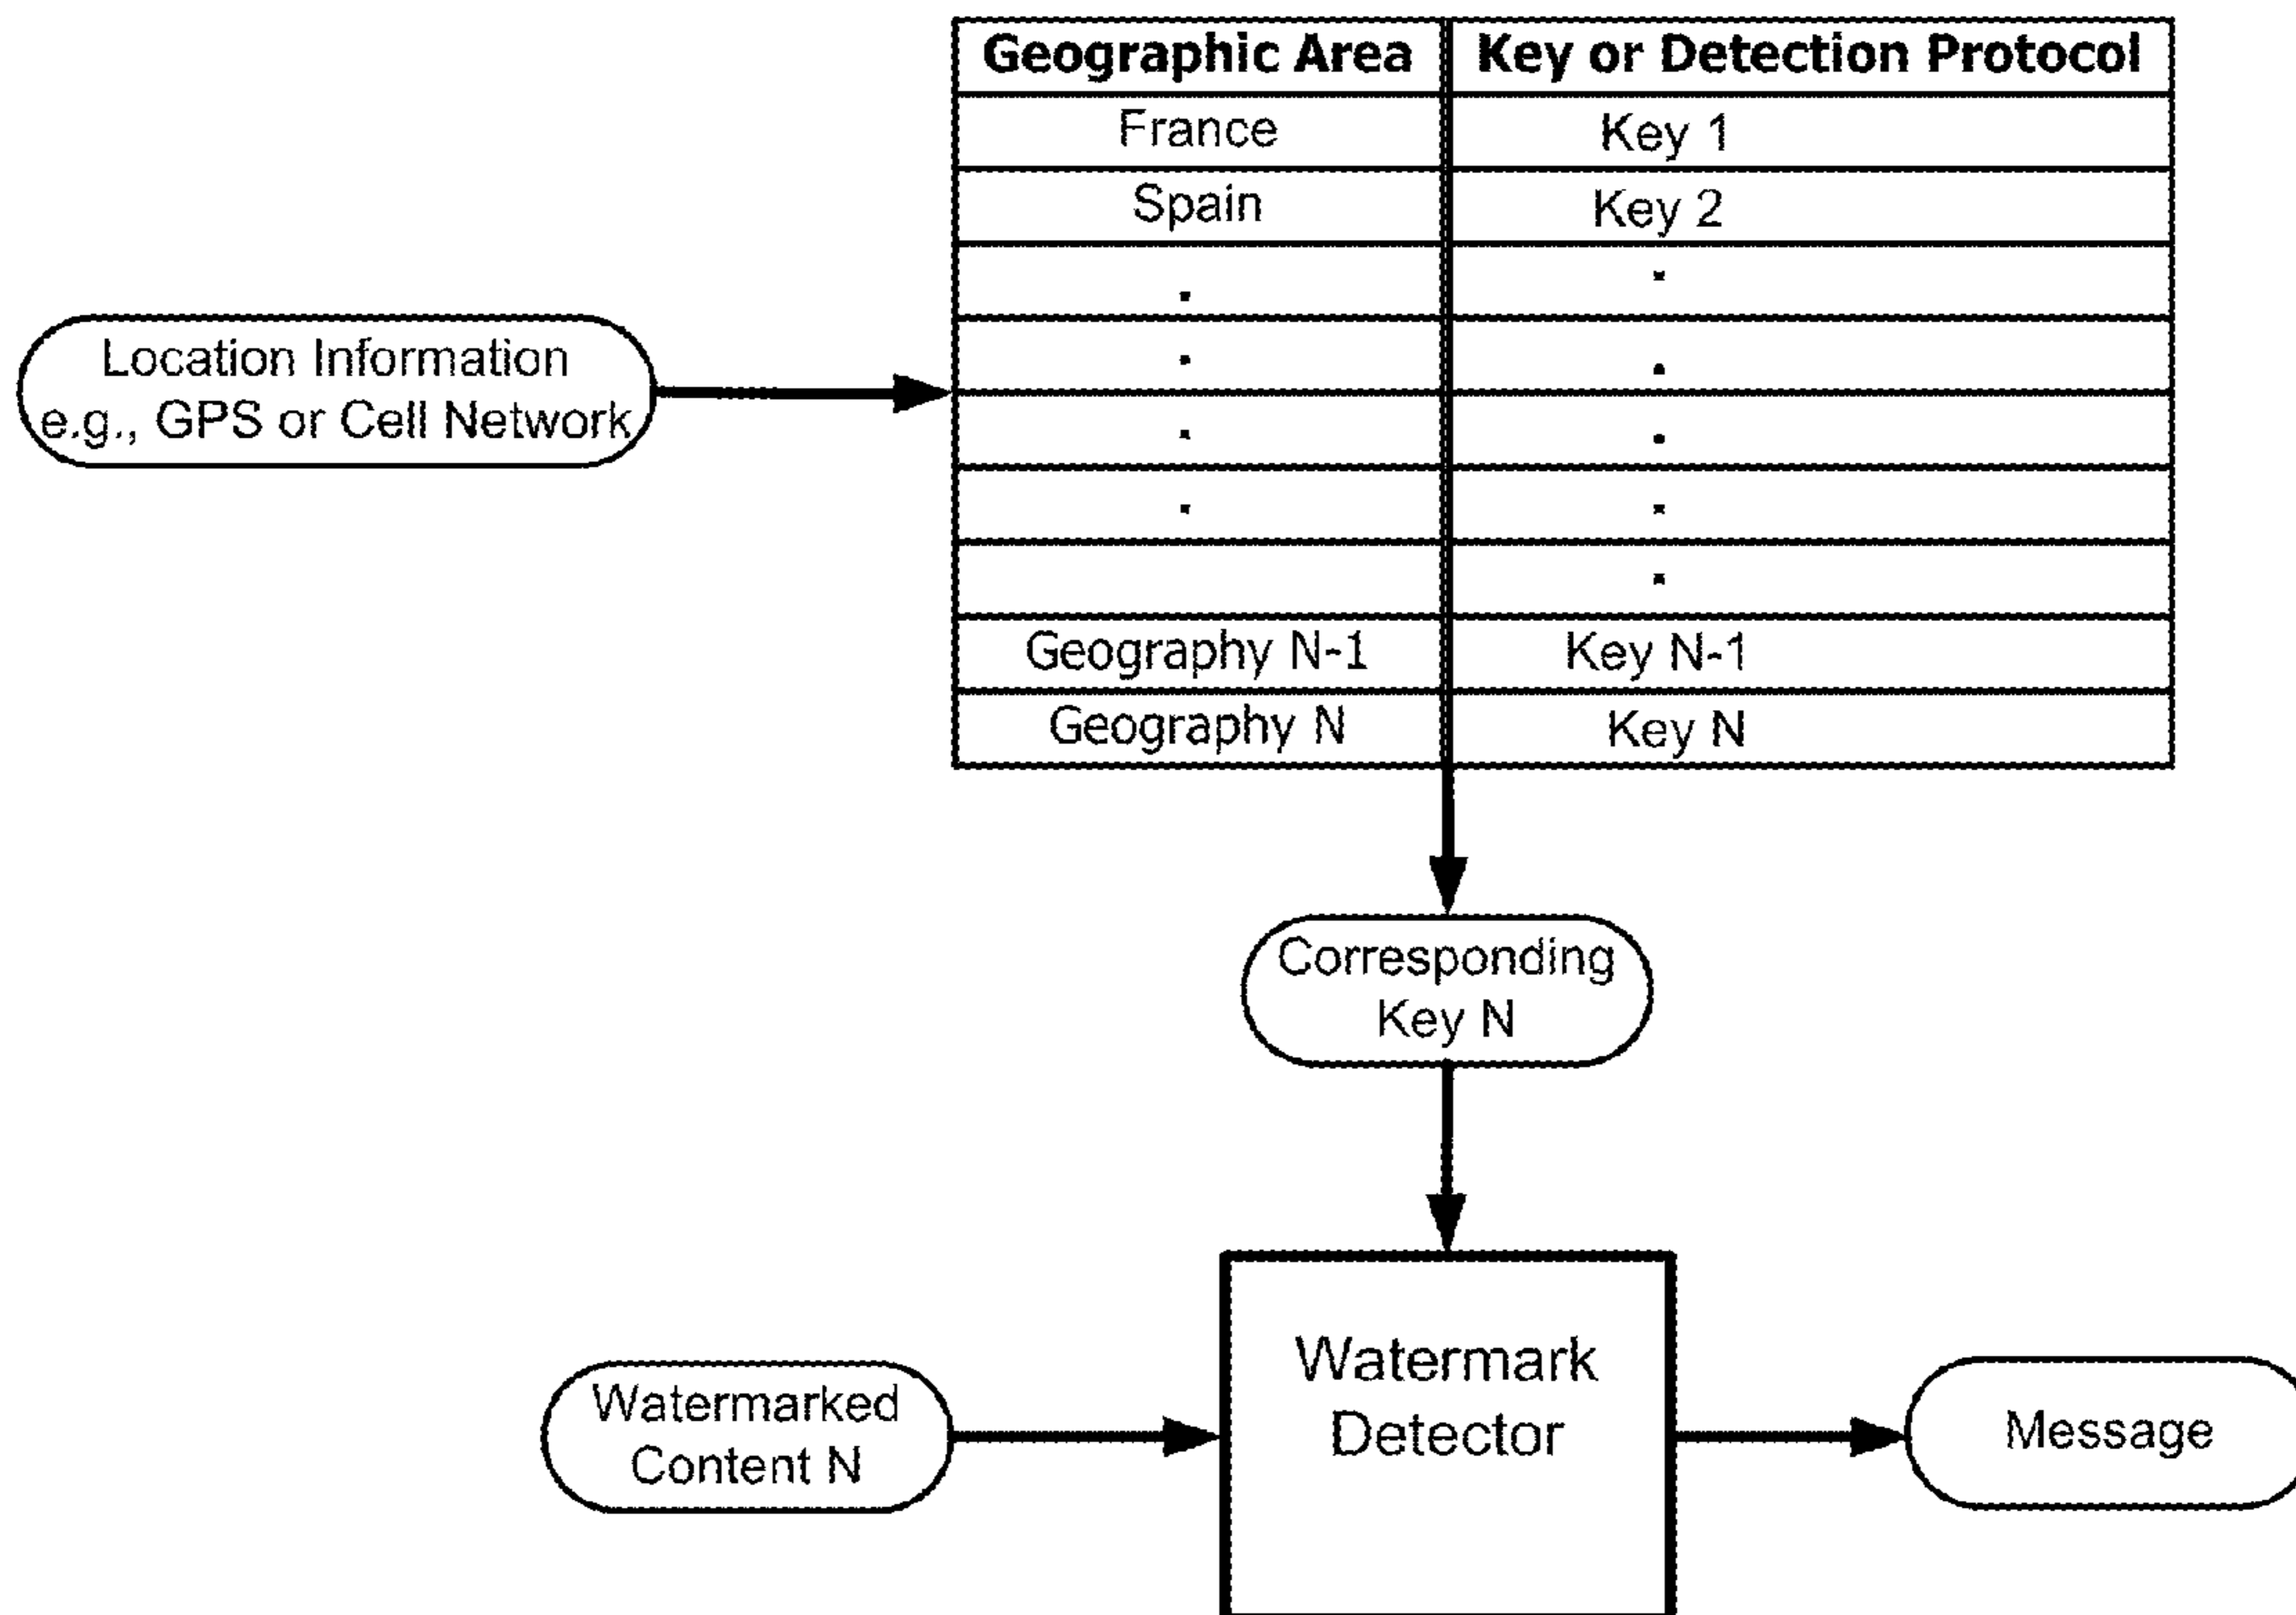 Geographic Area Key or Detection Protocol
France Key 1
Spain Key 2
. .
. .
. .
. .
.
Geography N-1 Key N-1
Geography N Key N
Location Information
e.g., GPS or Cell Network
Corresponding
Key N
Watermarked
Content N
Watermark
Detector
Message